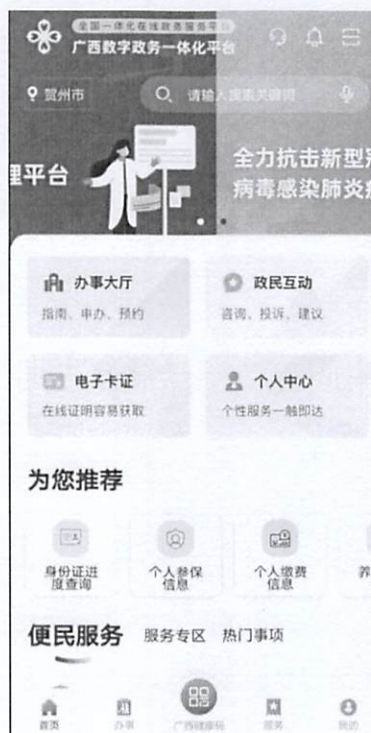 全国一体化在线政务服务平台
广西数字政务一体化平台
贺州市
请输入搜索关键词
理平台
全力抗击新型冠
病毒感染肺炎疫
办事大厅
指南、申办、预约
政民互动
咨询、投诉、建议
电子卡证
在线证明容易获取
个人中心
个性服务一触即达
为您推荐
身份证进
度查询
个人参保
信息
个人缴费
信息
养
便民服务 服务专区 热门事项
首页 办事 广西健康码 服务 我的